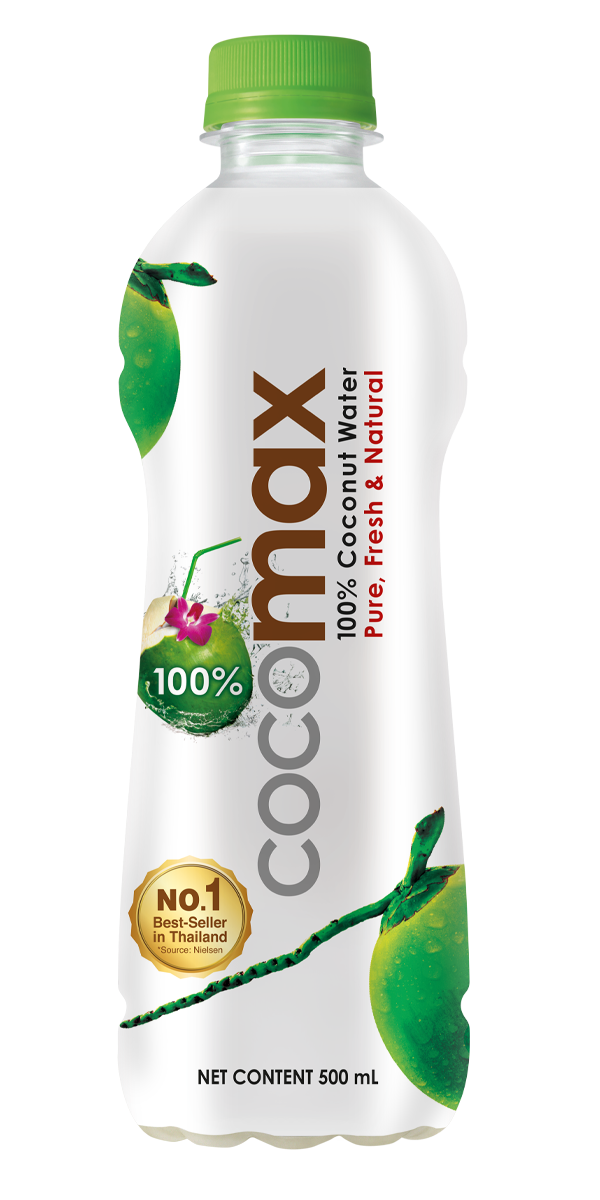 cocomax
100% Coconut Water
Pure, Fresh & Natural
100%
NO.1
Best-Seller
in Thailand
*Source: Nielsen
NET CONTENT 500 mL